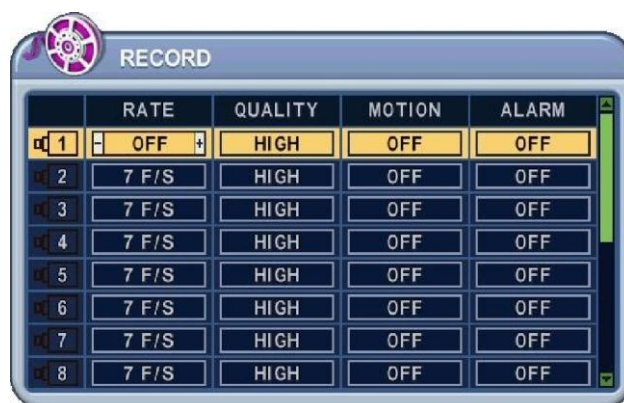 RECORD
RATE QUALITY MOTION ALARM
1 - OFF + HIGH OFF OFF
2 7 F/S HIGH OFF OFF
3 7 F/S HIGH OFF OFF
4 7 F/S HIGH OFF OFF
5 7 F/S HIGH OFF OFF
6 7 F/S HIGH OFF OFF
7 7 F/S HIGH OFF OFF
8 7 F/S HIGH OFF OFF